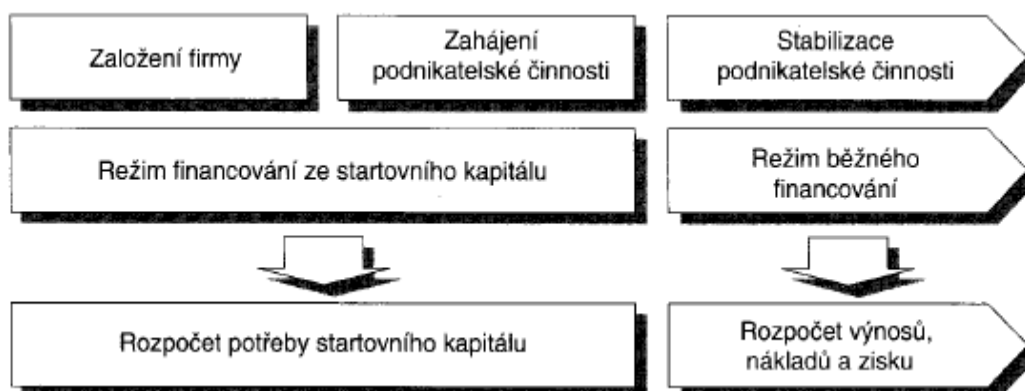 Založení firmy
Zahájení
podnikatelské činnosti
Stabilizace
podnikatelské činnosti
Režim financování ze startovního kapitálu
Režim běžného
financování
Rozpočet potřeby startovního kapitálu
Rozpočet výnosů,
nákladů a zisku